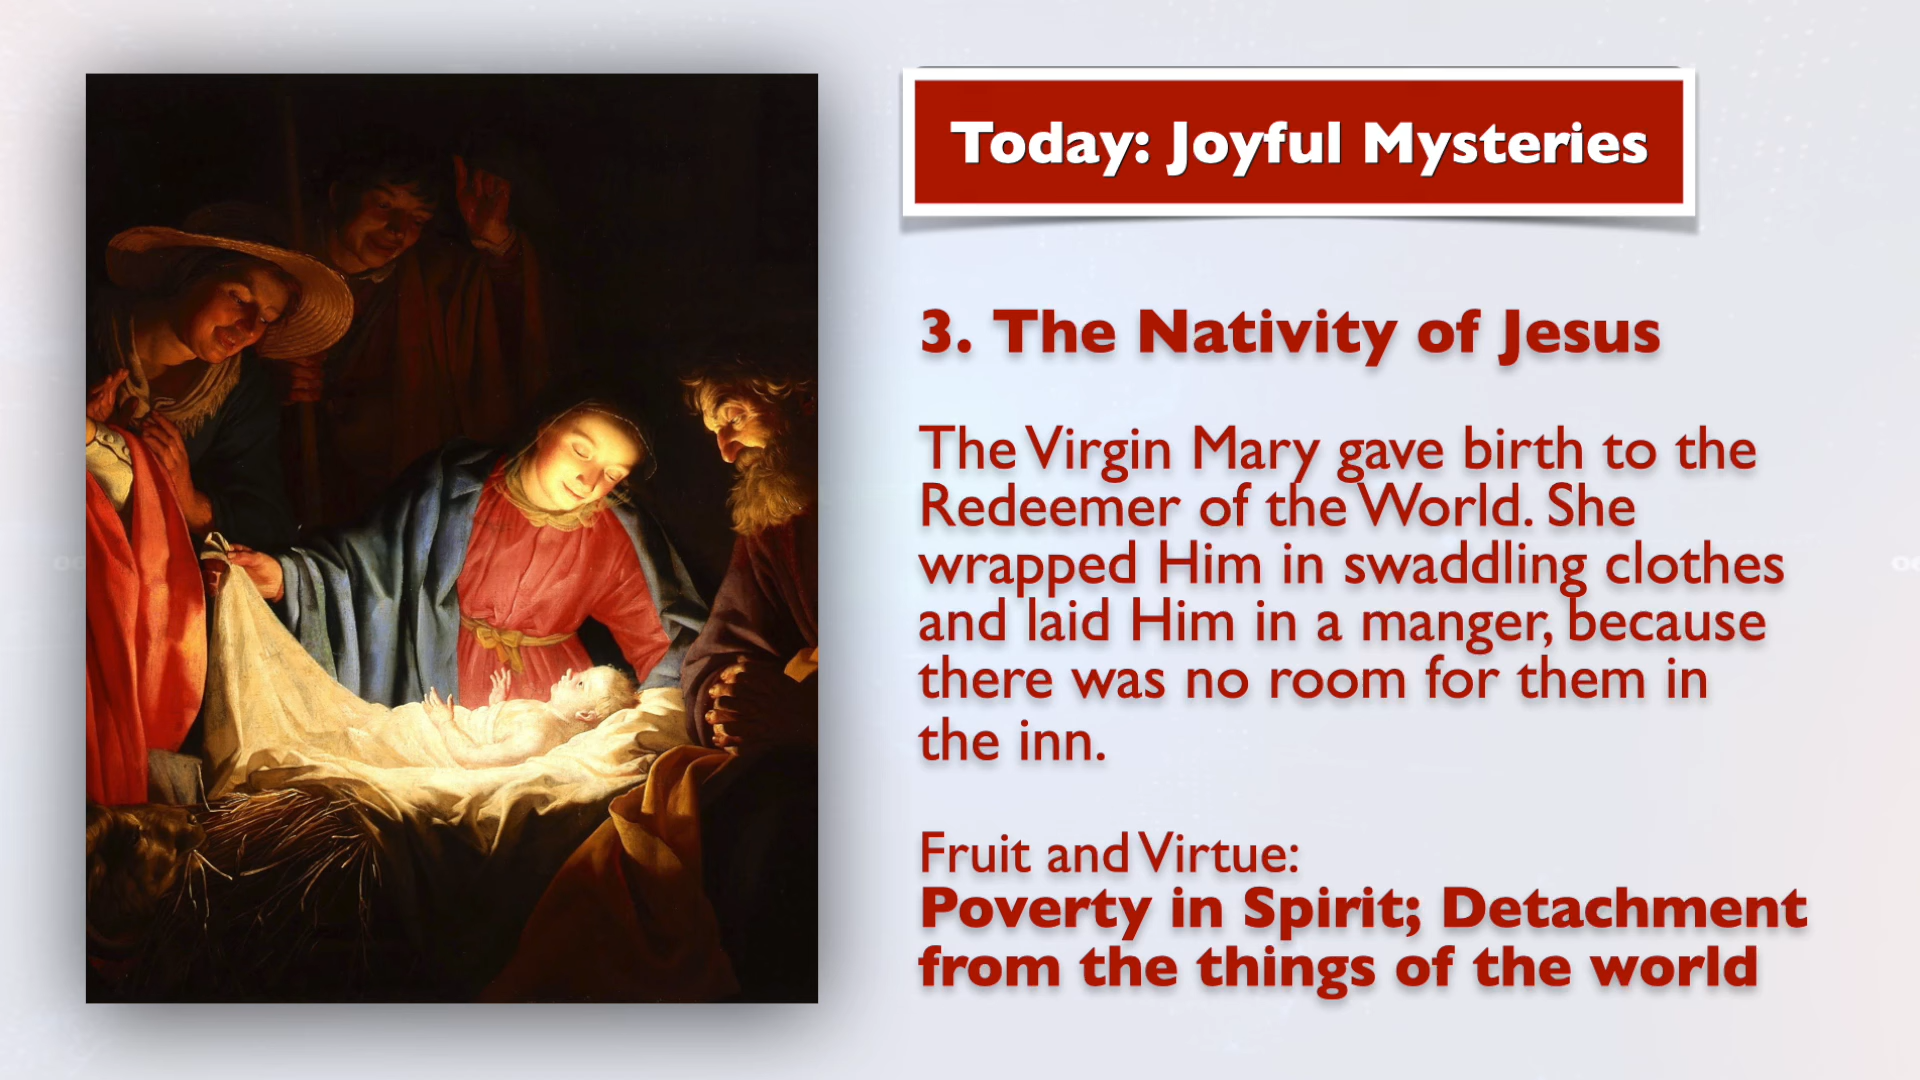 Today: Joyful Mysteries
3. The Nativity of Jesus
The Virgin Mary gave birth to the
Redeemer of the World. She
wrapped Him in swaddling clothes
and laid Him in a manger, because
there was no room for them in
the inn.
Fruit and Virtue:
Poverty in Spirit; Detachment
from the things of the world